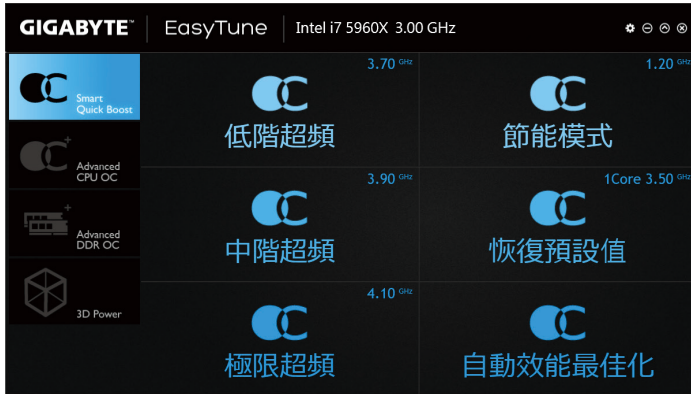 GIGABYTE™ EasyTune Intel i7 5960X 3.00 GHz
Smart
Quick Boost
Advanced
CPU OC
Advanced
DDR OC
3D Power
3.70 GHz
低階超頻
1.20 GHz
節能模式
3.90 GHz
中階超頻
1Core 3.50 GHz
恢復預設值
4.10 GHz
極限超頻
自動效能最佳化